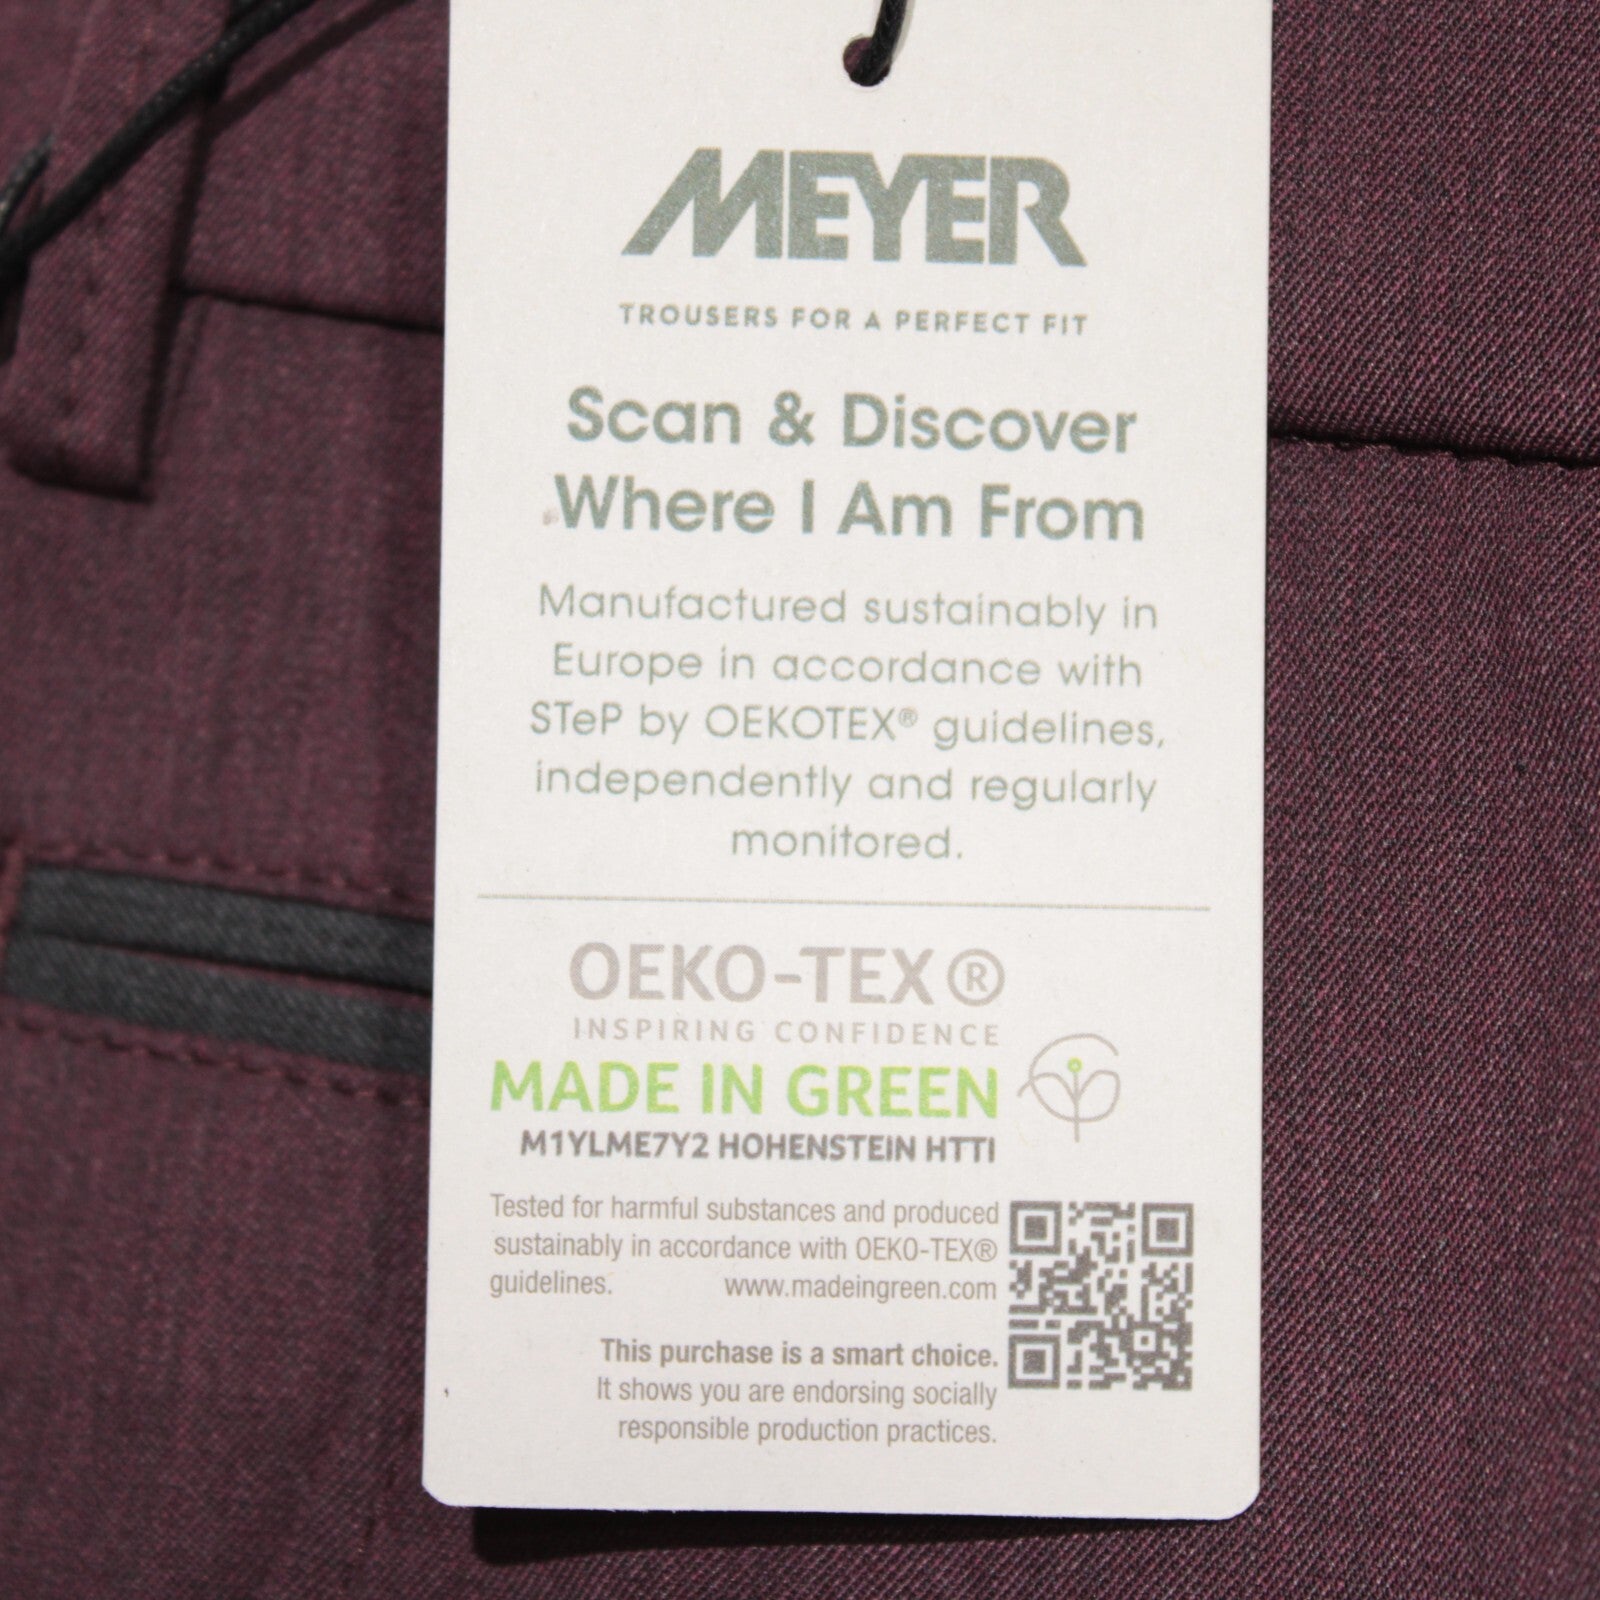 MEYER
TROUSERS FOR A PERFECT FIT
Scan & Discover
Where I Am From
Manufactured sustainably in
Europe in accordance with
STeP by OEKOTEX® guidelines,
independently and regularly
monitored.
OEKO-TEX®
INSPIRING CONFIDENCE
MADE IN GREEN
M1YLME7Y2 HOHENSTEIN HTTI
Tested for harmful substances and produced
sustainably in accordance with OEKO-TEX®
guidelines. www.madeingreen.com
This purchase is a smart choice.
It shows you are endorsing socially
responsible production practices.